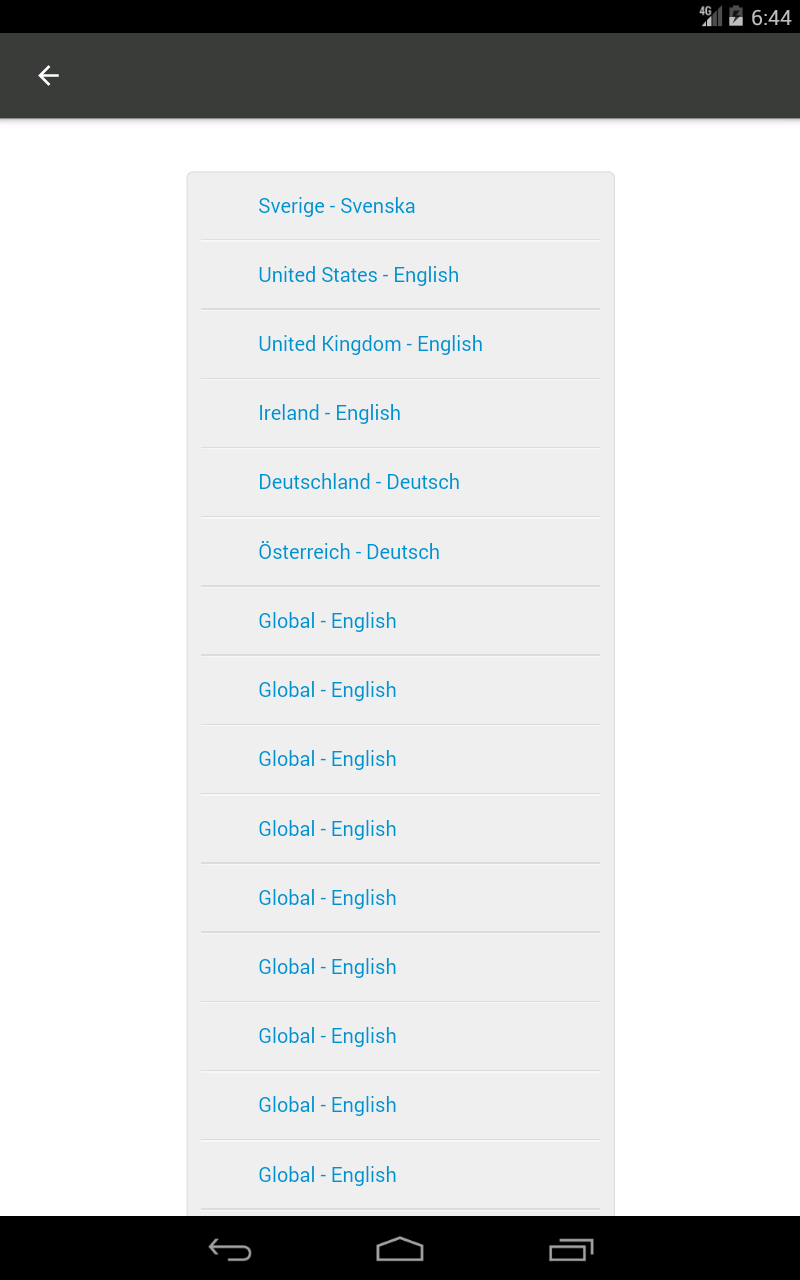 4G 6:44
Sverige - Svenska
United States - English
United Kingdom - English
Ireland - English
Deutschland - Deutsch
Österreich - Deutsch
Global - English
Global - English
Global - English
Global - English
Global - English
Global - English
Global - English
Global - English
Global - English